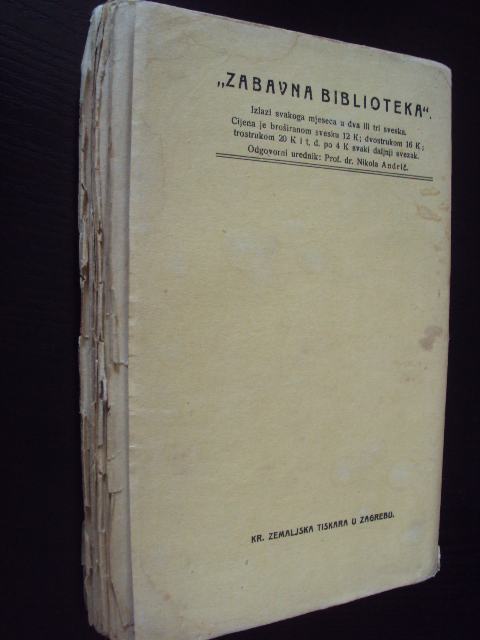 „ZABAVNA BIBLIOTEKA“.
Izlazi svakoga mjeseca u dva ili tri sveska.
Cijena je broširanom svesku 12 K; dvostrukom 16 K;
trostrukom 20 K i t. d. po 4 K svaki daljnji svezak.
Odgovorni urednik: Prof. dr. Nikola Andrić.
KR. ZEMALJSKA TISKARA U ZAGREBU.